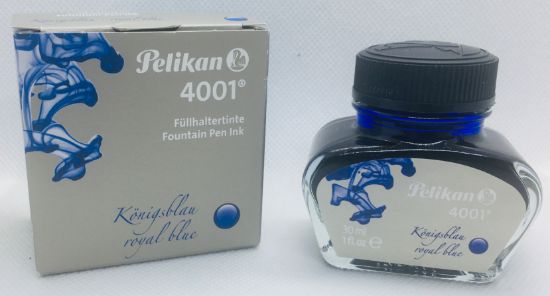 Pelikan
4001®
Füllhaltertinte
Fountain Pen Ink
Königsblau
royal blue
Pelikan
4001®
30 ml
1 fl.oz ℮
Königsblau
royal blue